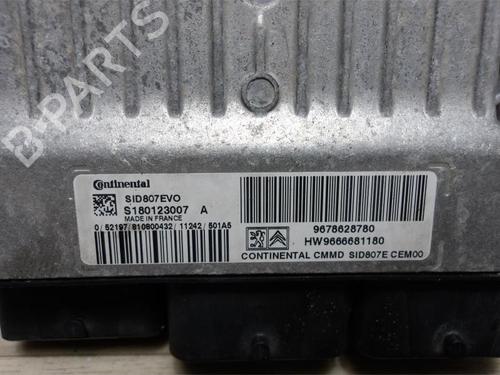 B-PARTS
Continental
SID807EVO
S180123007 A
MADE IN FRANCE
0/52197/810800432/11242/501A5
9678628780
HW9666681180
CONTINENTAL CMMD SID807E CEM00